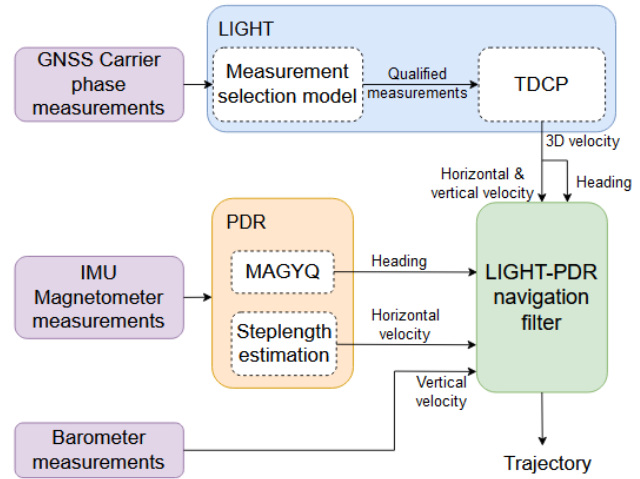 LIGHT
GNSS Carrier
phase
measurements
Measurement
selection model
Qualified
measurements
TDCP
3D velocity
Horizontal &
vertical velocity
Heading
PDR
IMU
Magnetometer
measurements
MAGYQ
Heading
Steplength
estimation
Horizontal
velocity
LIGHT-PDR
navigation
filter
Vertical
velocity
Barometer
measurements
Trajectory